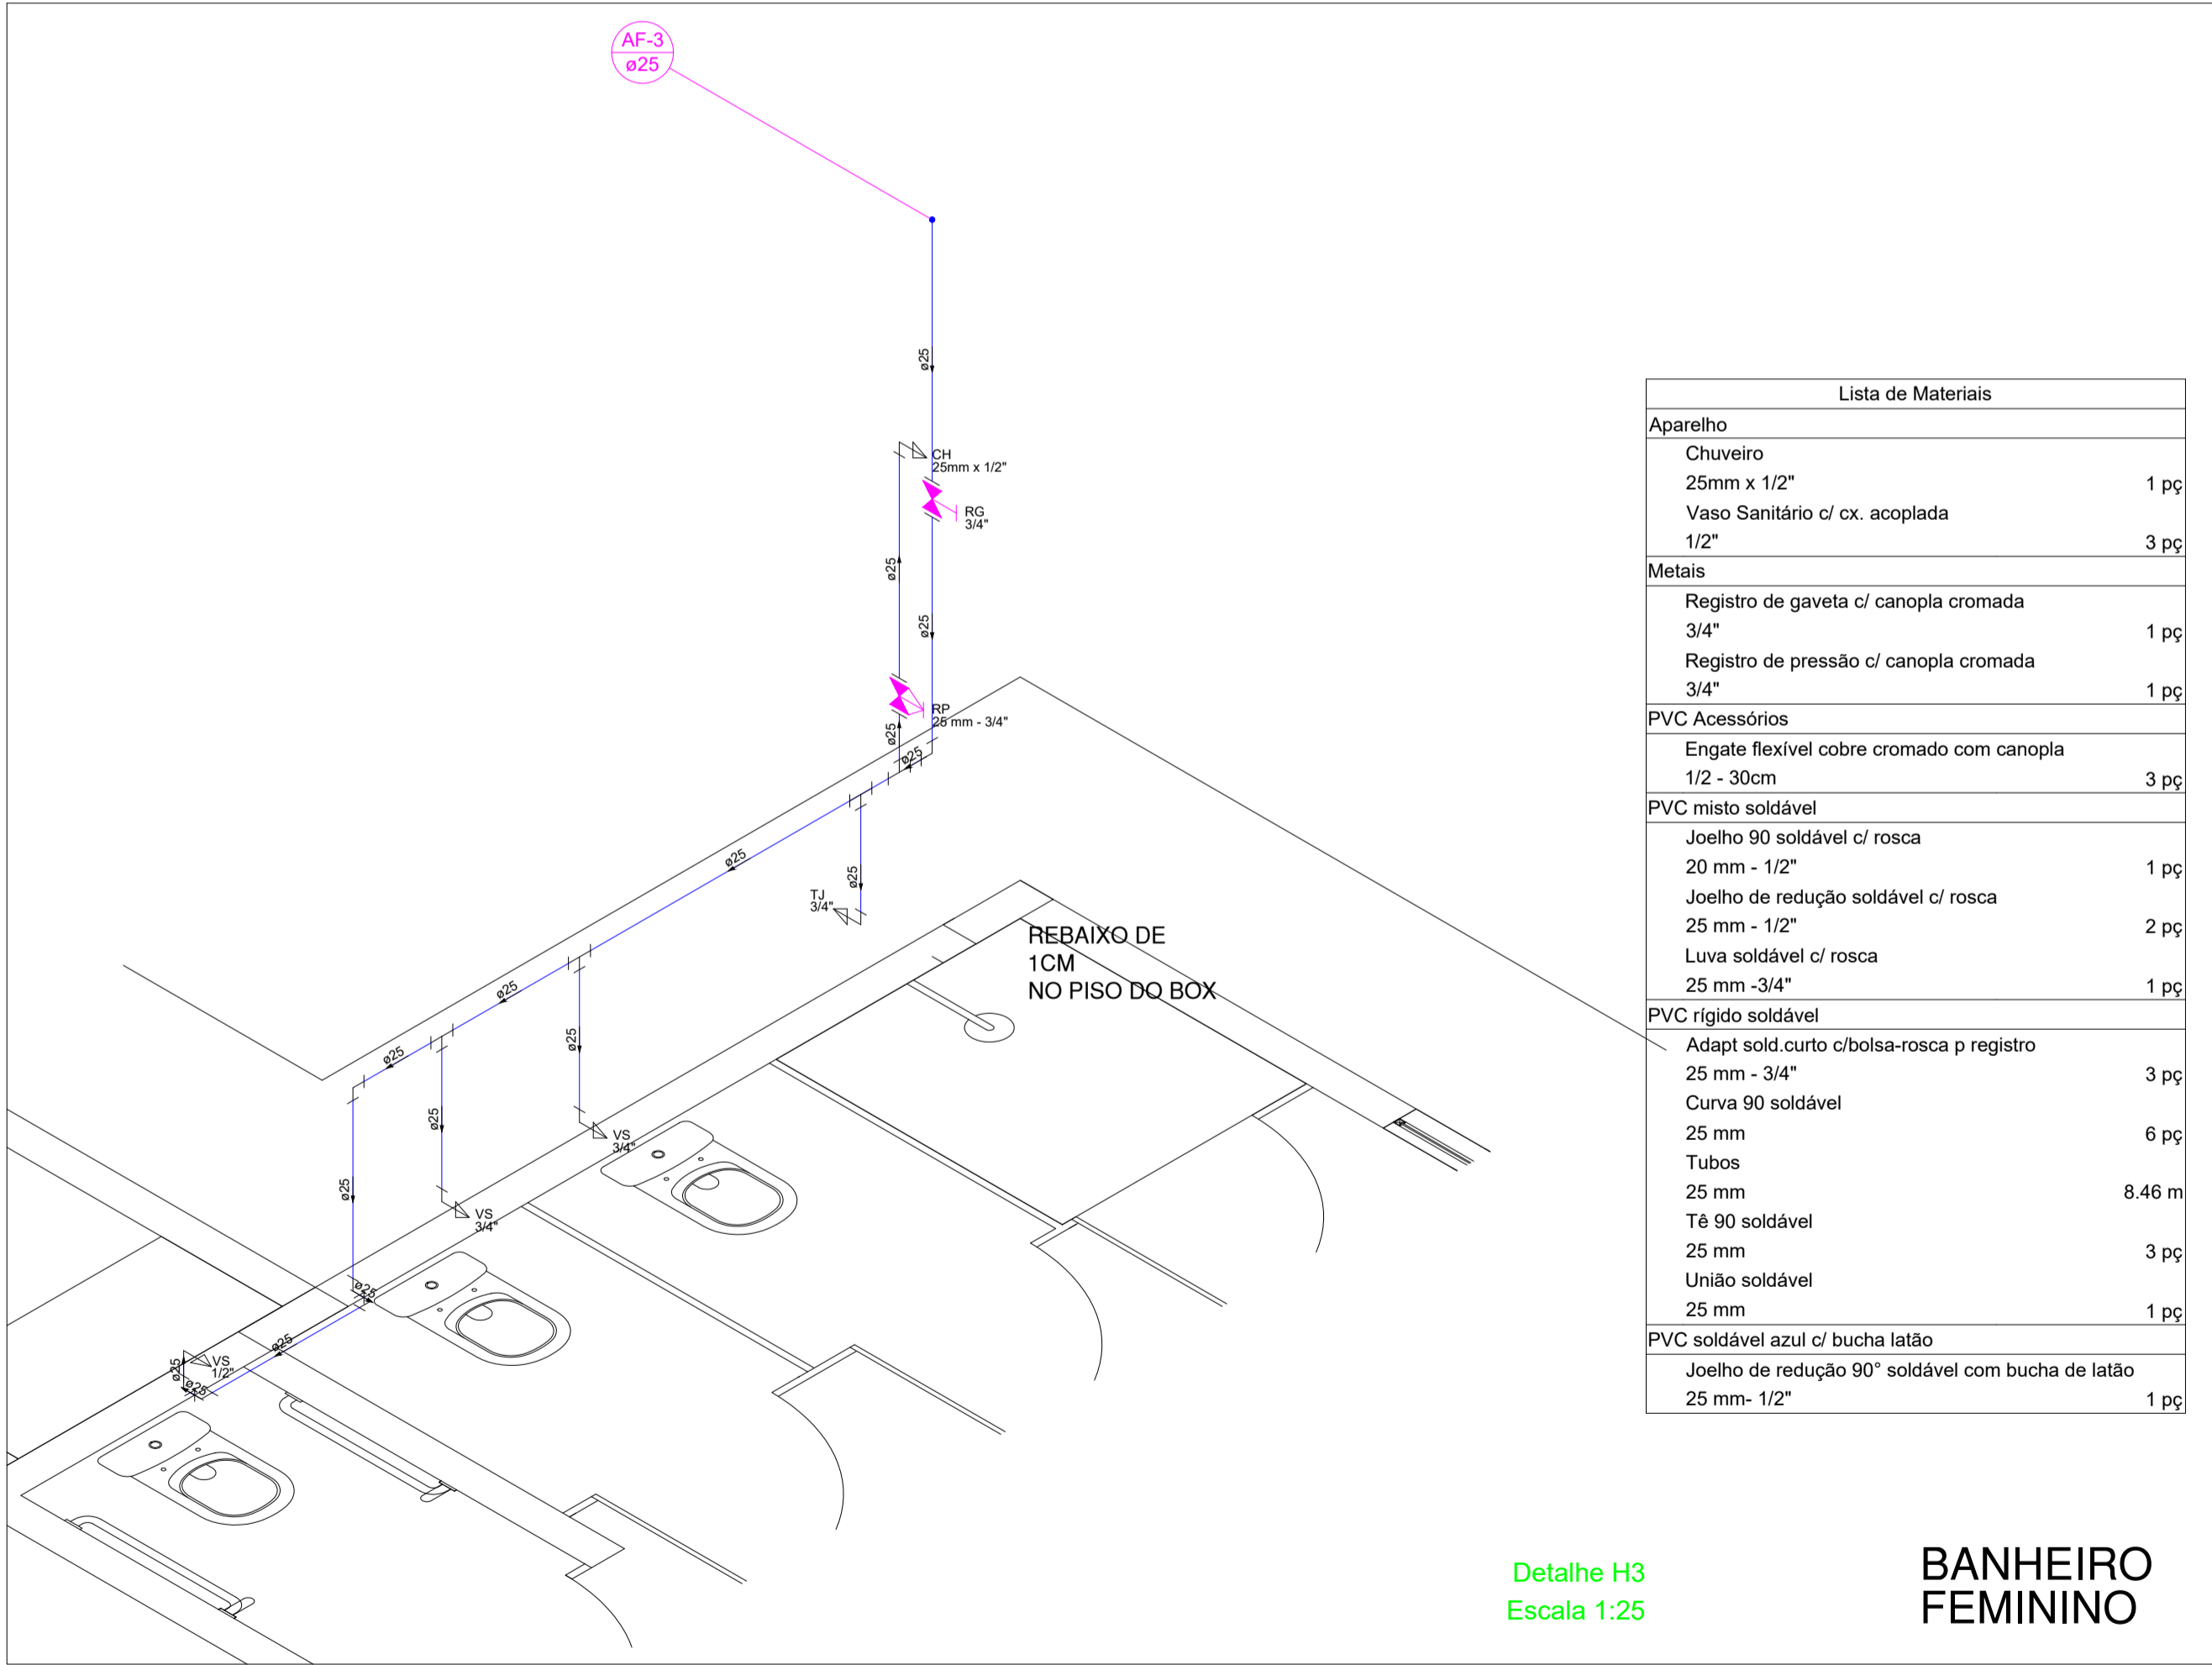 AF-3
ø25
ø25
CH
25mm x 1/2"
RG
3/4"
ø25
ø25
RP
25 mm - 3/4"
ø25
ø25
ø25
ø25
TJ
3/4"
REBAIXO DE
1CM
NO PISO DO BOX
ø25
ø25
ø25
ø25
VS
3/4"
ø25
VS
3/4"
ø25
ø25
VS
1/2"
ø25
ø25
Lista de Materiais
Aparelho
Chuveiro
25mm x 1/2" 1 pç
Vaso Sanitário c/ cx. acoplada
1/2" 3 pç
Metais
Registro de gaveta c/ canopla cromada
3/4" 1 pç
Registro de pressão c/ canopla cromada
3/4" 1 pç
PVC Acessórios
Engate flexível cobre cromado com canopla
1/2 - 30cm 3 pç
PVC misto soldável
Joelho 90 soldável c/ rosca
20 mm - 1/2" 1 pç
Joelho de redução soldável c/ rosca
25 mm - 1/2" 2 pç
Luva soldável c/ rosca
25 mm -3/4" 1 pç
PVC rígido soldável
Adapt sold.curto c/bolsa-rosca p registro
25 mm - 3/4" 3 pç
Curva 90 soldável
25 mm 6 pç
Tubos
25 mm 8.46 m
Tê 90 soldável
25 mm 3 pç
União soldável
25 mm 1 pç
PVC soldável azul c/ bucha latão
Joelho de redução 90° soldável com bucha de latão
25 mm- 1/2" 1 pç
Detalhe H3
Escala 1:25
BANHEIRO
FEMININO